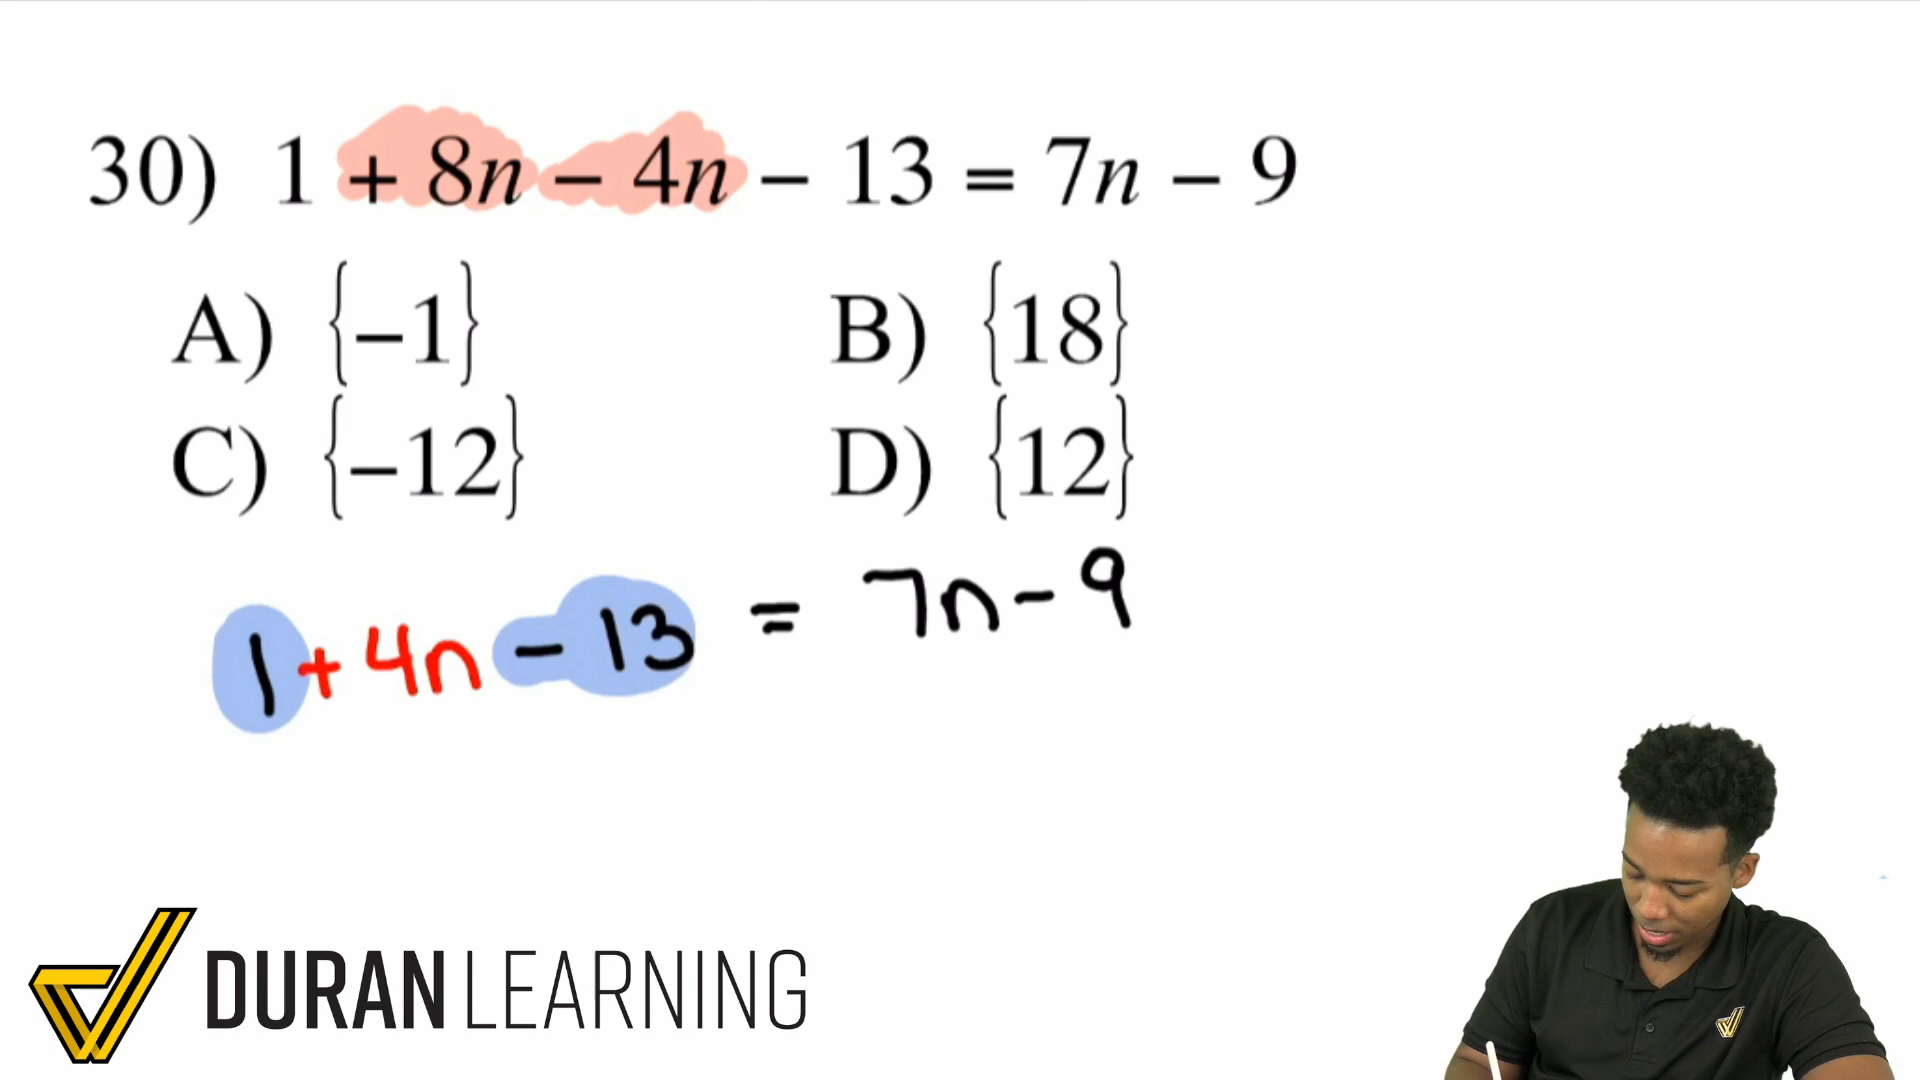 30) 1 + 8n − 4n − 13 = 7n − 9
A) {−1} B) {18}
C) {−12} D) {12}
1 + 4n − 13 = 7n − 9
DURAN LEARNING